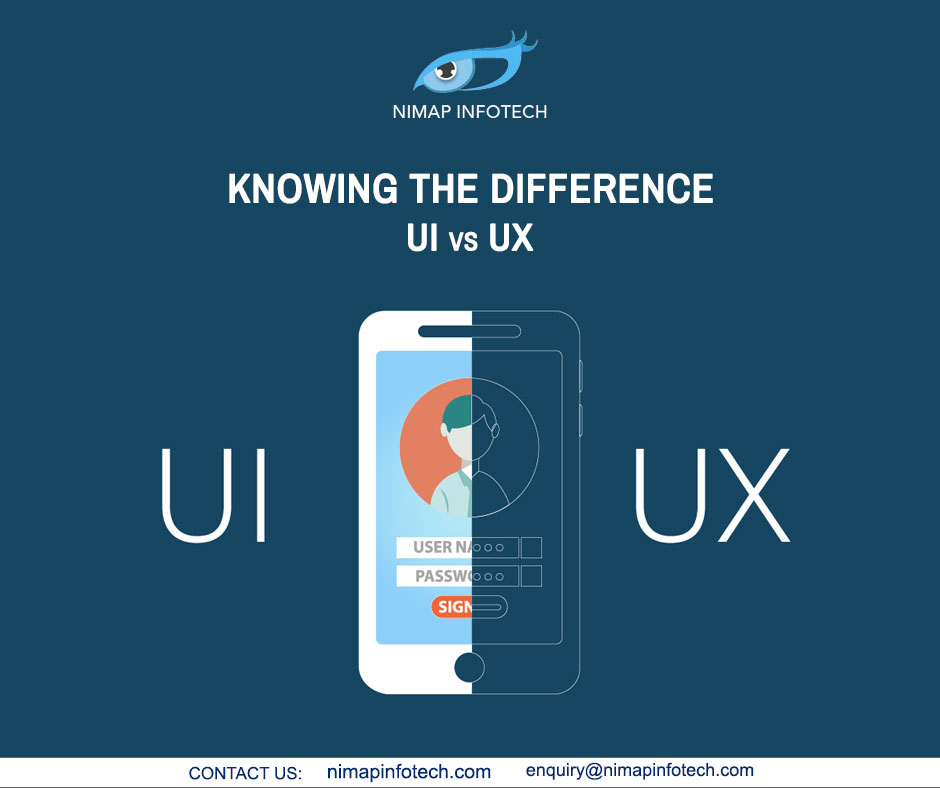 NIMAP INFOTECH
KNOWING THE DIFFERENCE
UI vs UX
UI
UX
USER NA
PASSWO
SIGN
CONTACT US: nimapinfotech.com enquiry@nimapinfotech.com